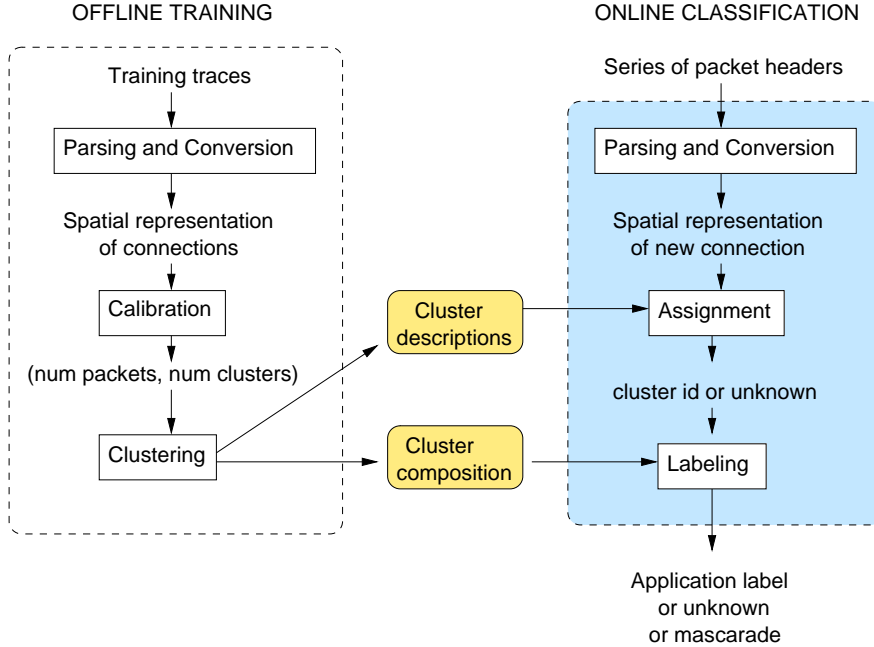 OFFLINE TRAINING
Training traces
Parsing and Conversion
Spatial representation
of connections
Calibration
(num packets, num clusters)
Clustering
Cluster
descriptions
Cluster
composition
ONLINE CLASSIFICATION
Series of packet headers
Parsing and Conversion
Spatial representation
of new connection
Assignment
cluster id or unknown
Labeling
Application label
or unknown
or mascarade